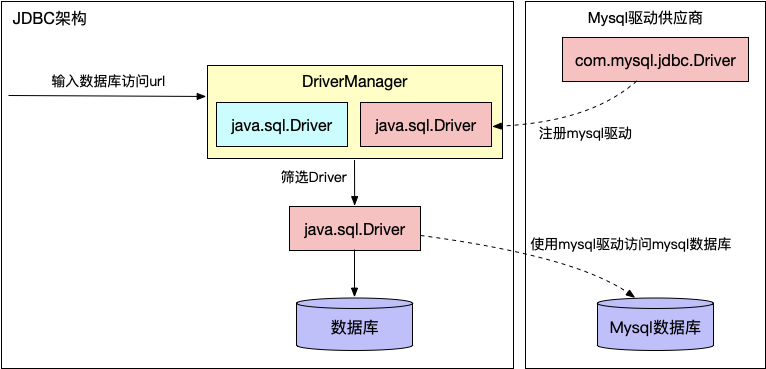 JDBC架构
Mysql驱动供应商
com.mysql.jdbc.Driver
输入数据库访问url
DriverManager
java.sql.Driver
java.sql.Driver
注册mysql驱动
筛选Driver
java.sql.Driver
使用mysql驱动访问mysql数据库
数据库
Mysql数据库